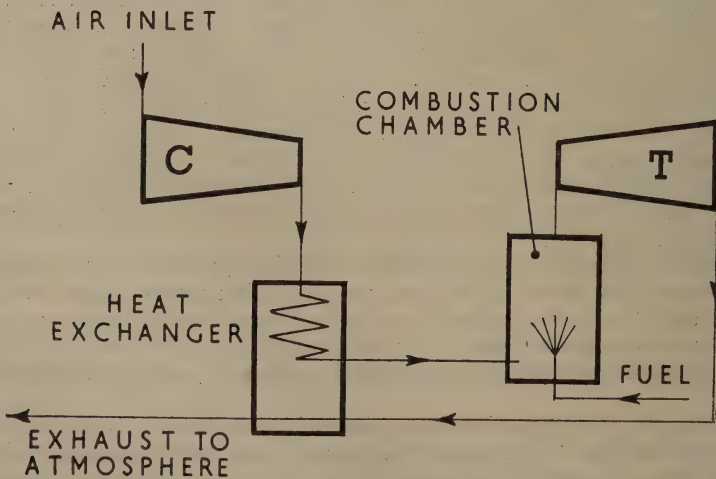 AIR INLET
COMBUSTION
CHAMBER
C
T
HEAT
EXCHANGER
FUEL
EXHAUST TO
ATMOSPHERE